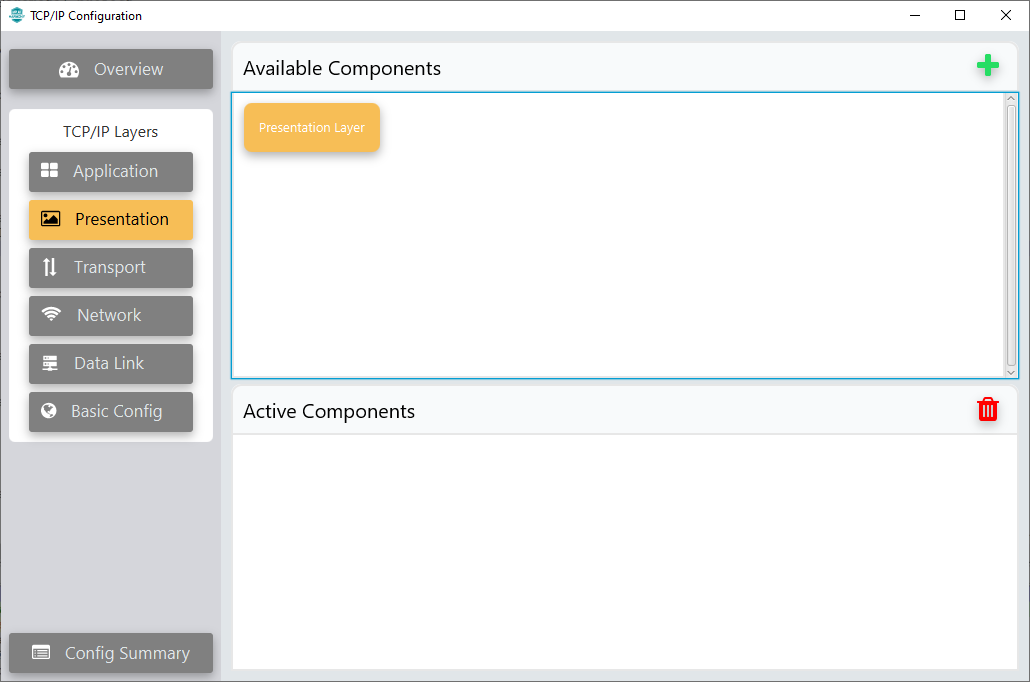 TCP/IP Configuration
Overview
TCP/IP Layers
Application
Presentation
Transport
Network
Data Link
Basic Config
Config Summary
Available Components
Presentation Layer
Active Components